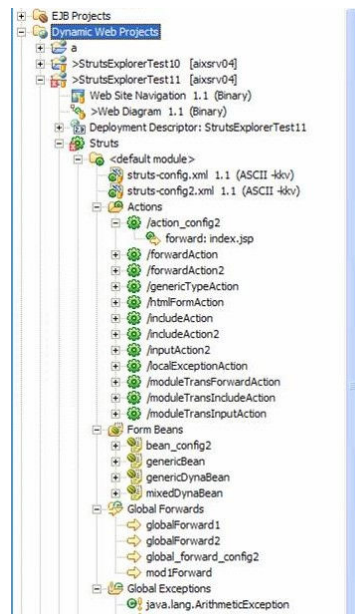 EJB Projects
Dynamic Web Projects
a
>StrutsExplorerTest10 [aixsrv04]
>StrutsExplorerTest11 [aixsrv04]
Web Site Navigation 1.1 (Binary)
>Web Diagram 1.1 (Binary)
Deployment Descriptor: StrutsExplorerTest11
Struts
<default module>
struts-config.xml 1.1 (ASCII -kkv)
struts-config2.xml 1.1 (ASCII -kkv)
Actions
/action_config2
forward: index.jsp
/forwardAction
/forwardAction2
/genericTypeAction
/htmlFormAction
/includeAction
/includeAction2
/inputAction2
/localExceptionAction
/moduleTransForwardAction
/moduleTransIncludeAction
/moduleTransInputAction
Form Beans
bean_config2
genericBean
genericDynaBean
mixedDynaBean
Global Forwards
globalForward1
globalForward2
global_forward_config2
mod1Forward
Global Exceptions
java.lang.ArithmeticException